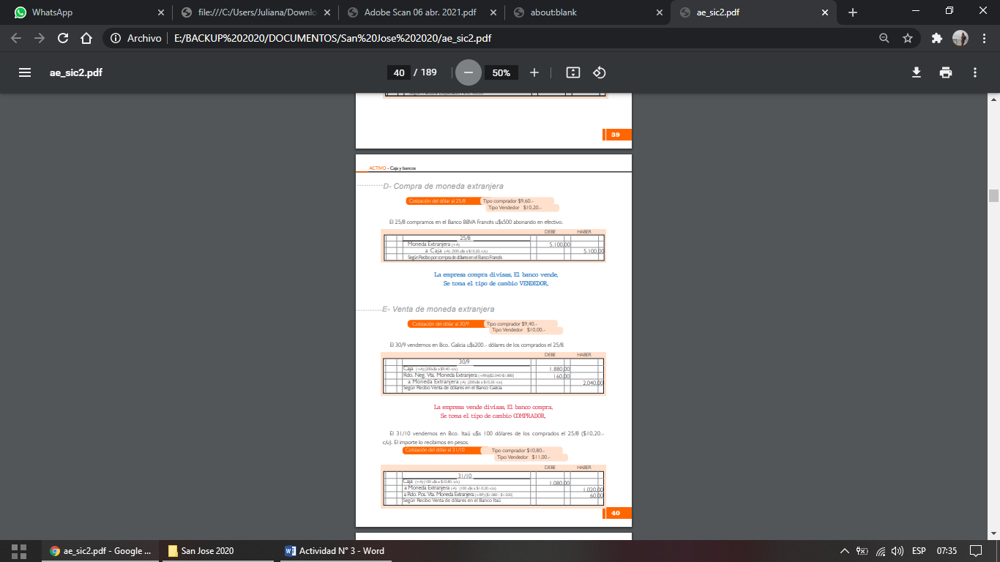 WhatsApp
file:///C:/Users/Juliana/Downlo
Adobe Scan 06 abr. 2021.pdf
about:blank
ae_sic2.pdf
Archivo
E:/BACKUP%202020/DOCUMENTOS/San%20Jose%202020/ae_sic2.pdf
ae_sic2.pdf
40 / 189
50%
39
ACTIVO - Caja y bancos
D- Compra de moneda extranjera
Cotización del dólar al 25/8 Tipo comprador $9,60.-
Tipo Vendedor $10,20.-
El 25/8 compramos en el Banco BBVA Francés u$s500 abonando en efectivo.
DEBE HABER
25/8
Moneda Extranjera (+A) 5.100,00
a Caja (-A) (500 u$s x $10,20.-c/u) 5.100,00
Según Recibo por compra de dólares en el Banco Francés
La empresa compra divisas, El banco vende,
Se toma el tipo de cambio VENDEDOR,
E- Venta de moneda extranjera
Cotización del dólar al 30/9 Tipo comprador $9,40.-
Tipo Vendedor $10,00.-
El 30/9 vendemos en Bco. Galicia u$s200.- dólares de los comprados el 25/8.
DEBE HABER
30/9
Caja (+A) (200u$s x $9,40.-c/u) 1.880,00
Rdo. Neg. Vta. Moneda Extranjera (+RN)($2.040-$1.880) 160,00
a Moneda Extranjera (-A) (200u$s x $10,20.-c/u) 2.040,00
Según Recibo Venta de dólares en el Banco Galicia
La empresa vende divisas, El banco compra,
Se toma el tipo de cambio COMPRADOR,
El 31/10 vendemos en Bco. Itaú u$s 100 dólares de los comprados el 25/8 ($10,20.-
c/u). El importe lo recibimos en pesos.
Cotización del dólar al 31/10 Tipo comprador $10,80.-
Tipo Vendedor $11,00.-
DEBE HABER
31/10
Caja (+A) (100 u$s x $10,80.-c/u) 1.080,00
a Moneda Extranjera (-A) (100 u$s x $10,20.-c/u) 1.020,00
a Rdo. Pos. Vta. Moneda Extranjera (+RP) ($1.080 - $1.020) 60,00
Según Recibo Venta de dólares en el Banco Itaú
40
ae_sic2.pdf - Google ...
San Jose 2020
Actividad N° 3 - Word
ESP
07:35